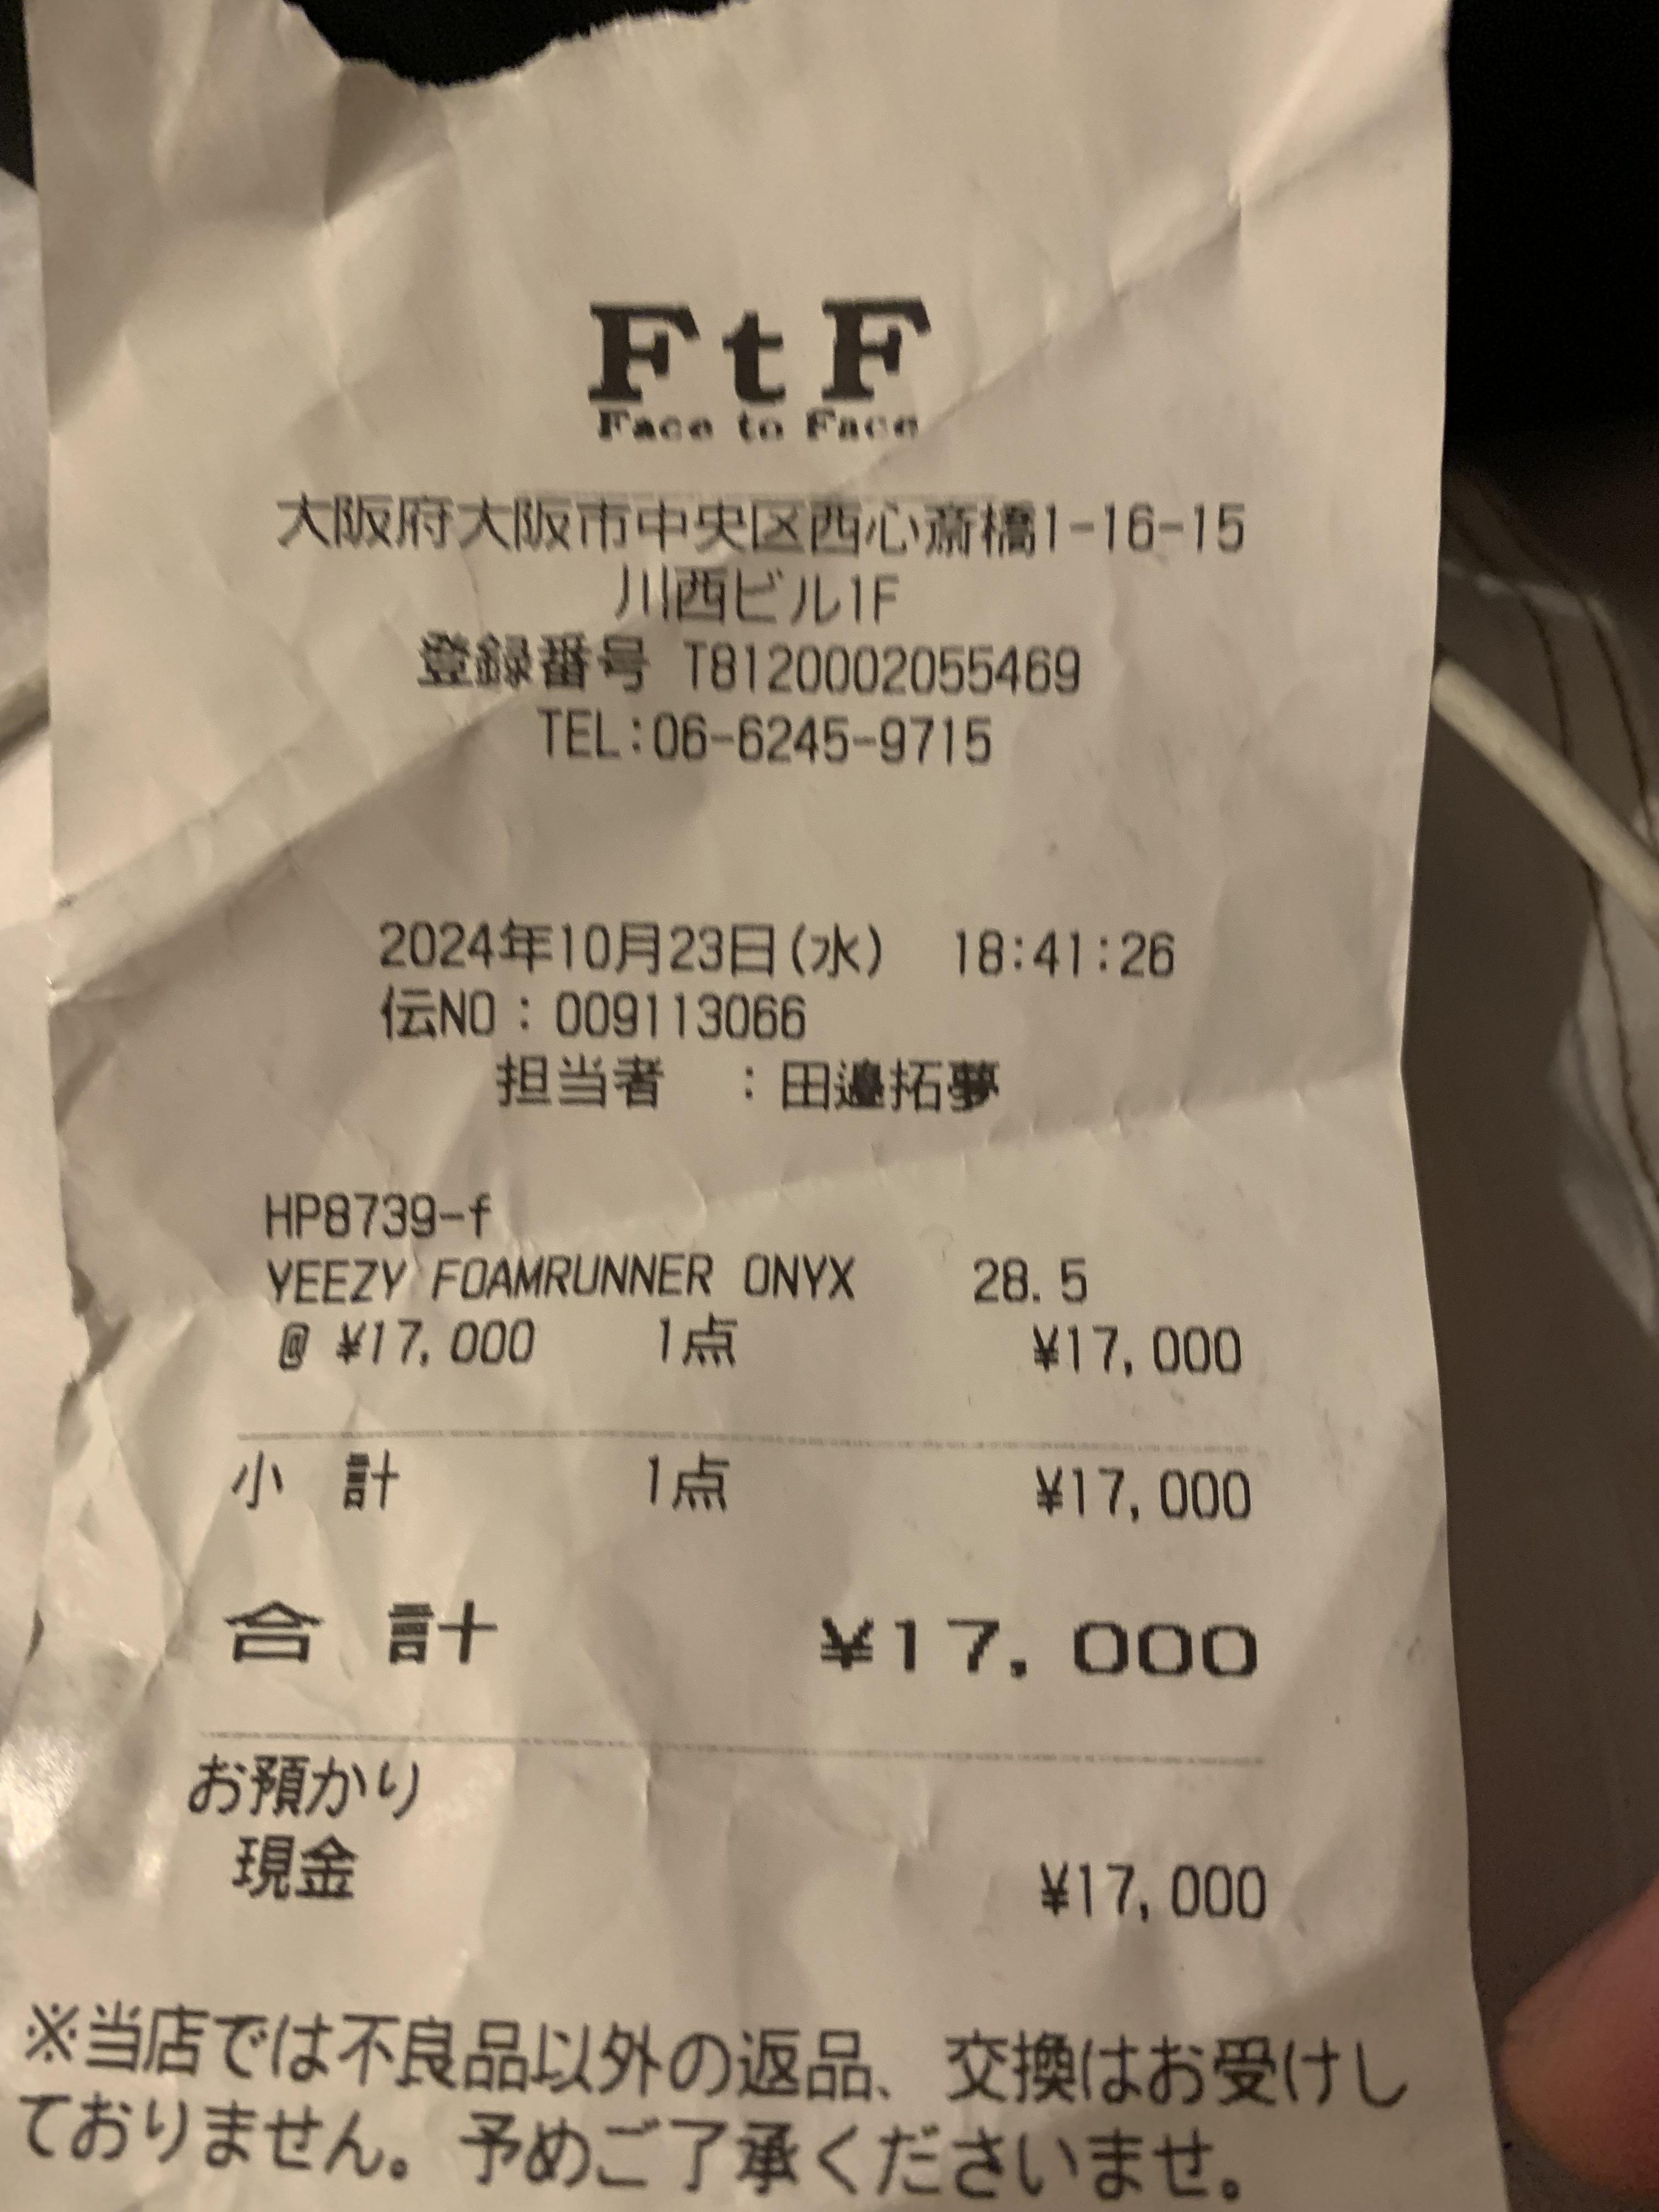 FtF
Face to Face
大阪府大阪市中央区西心斎橋1-16-15
川西ビル1F
登録番号 T8120002055469
TEL:06-6245-9715
2024年10月23日(水) 18:41:26
伝NO:009113066
担当者 :田邉拓夢
HP8739-f
YEEZY FOAMRUNNER ONYX 28.5
@ ¥17,000 1点 ¥17,000
小 計 1点 ¥17,000
合 計 ¥17,000
お預かり
現金 ¥17,000
※当店では不良品以外の返品、交換はお受けし
ておりません。予めご了承くださいませ。